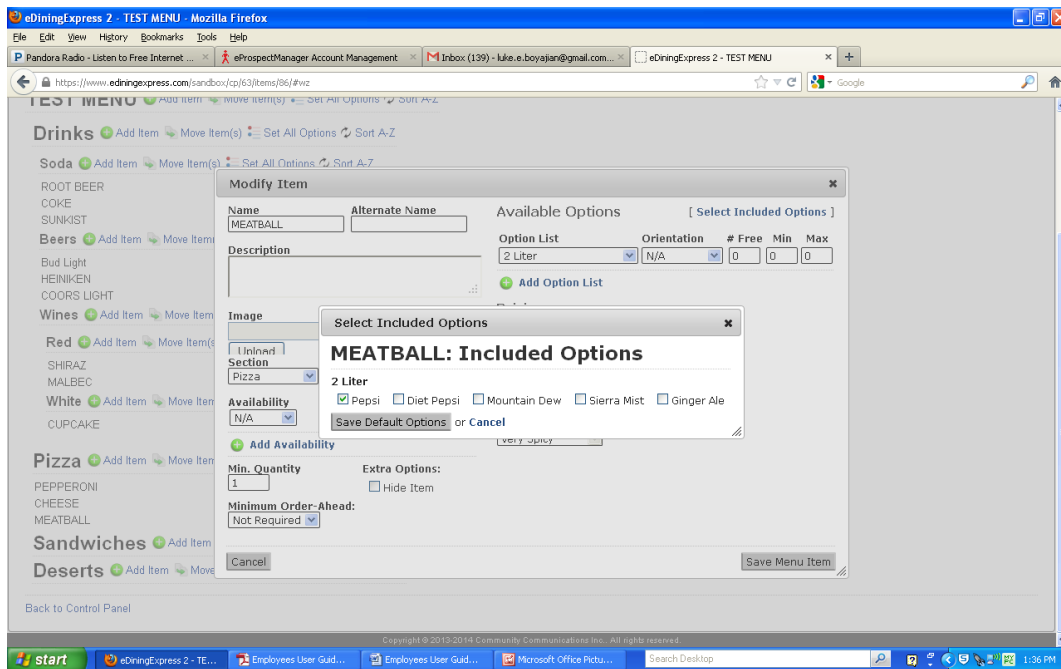 eDiningExpress 2 - TEST MENU - Mozilla Firefox
File Edit View History Bookmarks Tools Help
Pandora Radio - Listen to Free Internet ... × eProspectManager Account Management × Inbox (139) - luke.e.boyajian@gmail.com... × eDiningExpress 2 - TEST MENU × +
https://www.ediningexpress.com/sandbox/cp/63/items/86/#wz Google
TEST MENU Add Item Move Item(s) Set All Options Sort A-Z
Drinks Add Item Move Item(s) Set All Options Sort A-Z
Soda Add Item Move Item(s) Set All Options Sort A-Z
ROOT BEER
COKE
SUNKIST
Beers Add Item Move Item
Bud Light
HEINIKEN
COORS LIGHT
Wines Add Item Move Item
Red Add Item Move Item(s
SHIRAZ
MALBEC
White Add Item Move Item
CUPCAKE
Pizza Add Item Move Item
PEPPERONI
CHEESE
MEATBALL
Sandwiches Add Item
Deserts Add Item Move
Back to Control Panel
Modify Item
Name Alternate Name
MEATBALL
Description
Image
Upload
Section
Pizza
Availability
N/A
Add Availability
Min. Quantity Extra Options:
1 Hide Item
Minimum Order-Ahead:
Not Required
Cancel
Available Options [ Select Included Options ]
Option List Orientation # Free Min Max
2 Liter N/A 0 0 0
Add Option List
Select Included Options
MEATBALL: Included Options
2 Liter
Pepsi Diet Pepsi Mountain Dew Sierra Mist Ginger Ale
Save Default Options or Cancel
Very Spicy
Save Menu Item
Copyright © 2013-2014 Community Communications Inc.. All rights reserved.
start eDiningExpress 2 - TE... Employees User Guid... Employees User Guid... Microsoft Office Pictu... Search Desktop 1:36 PM